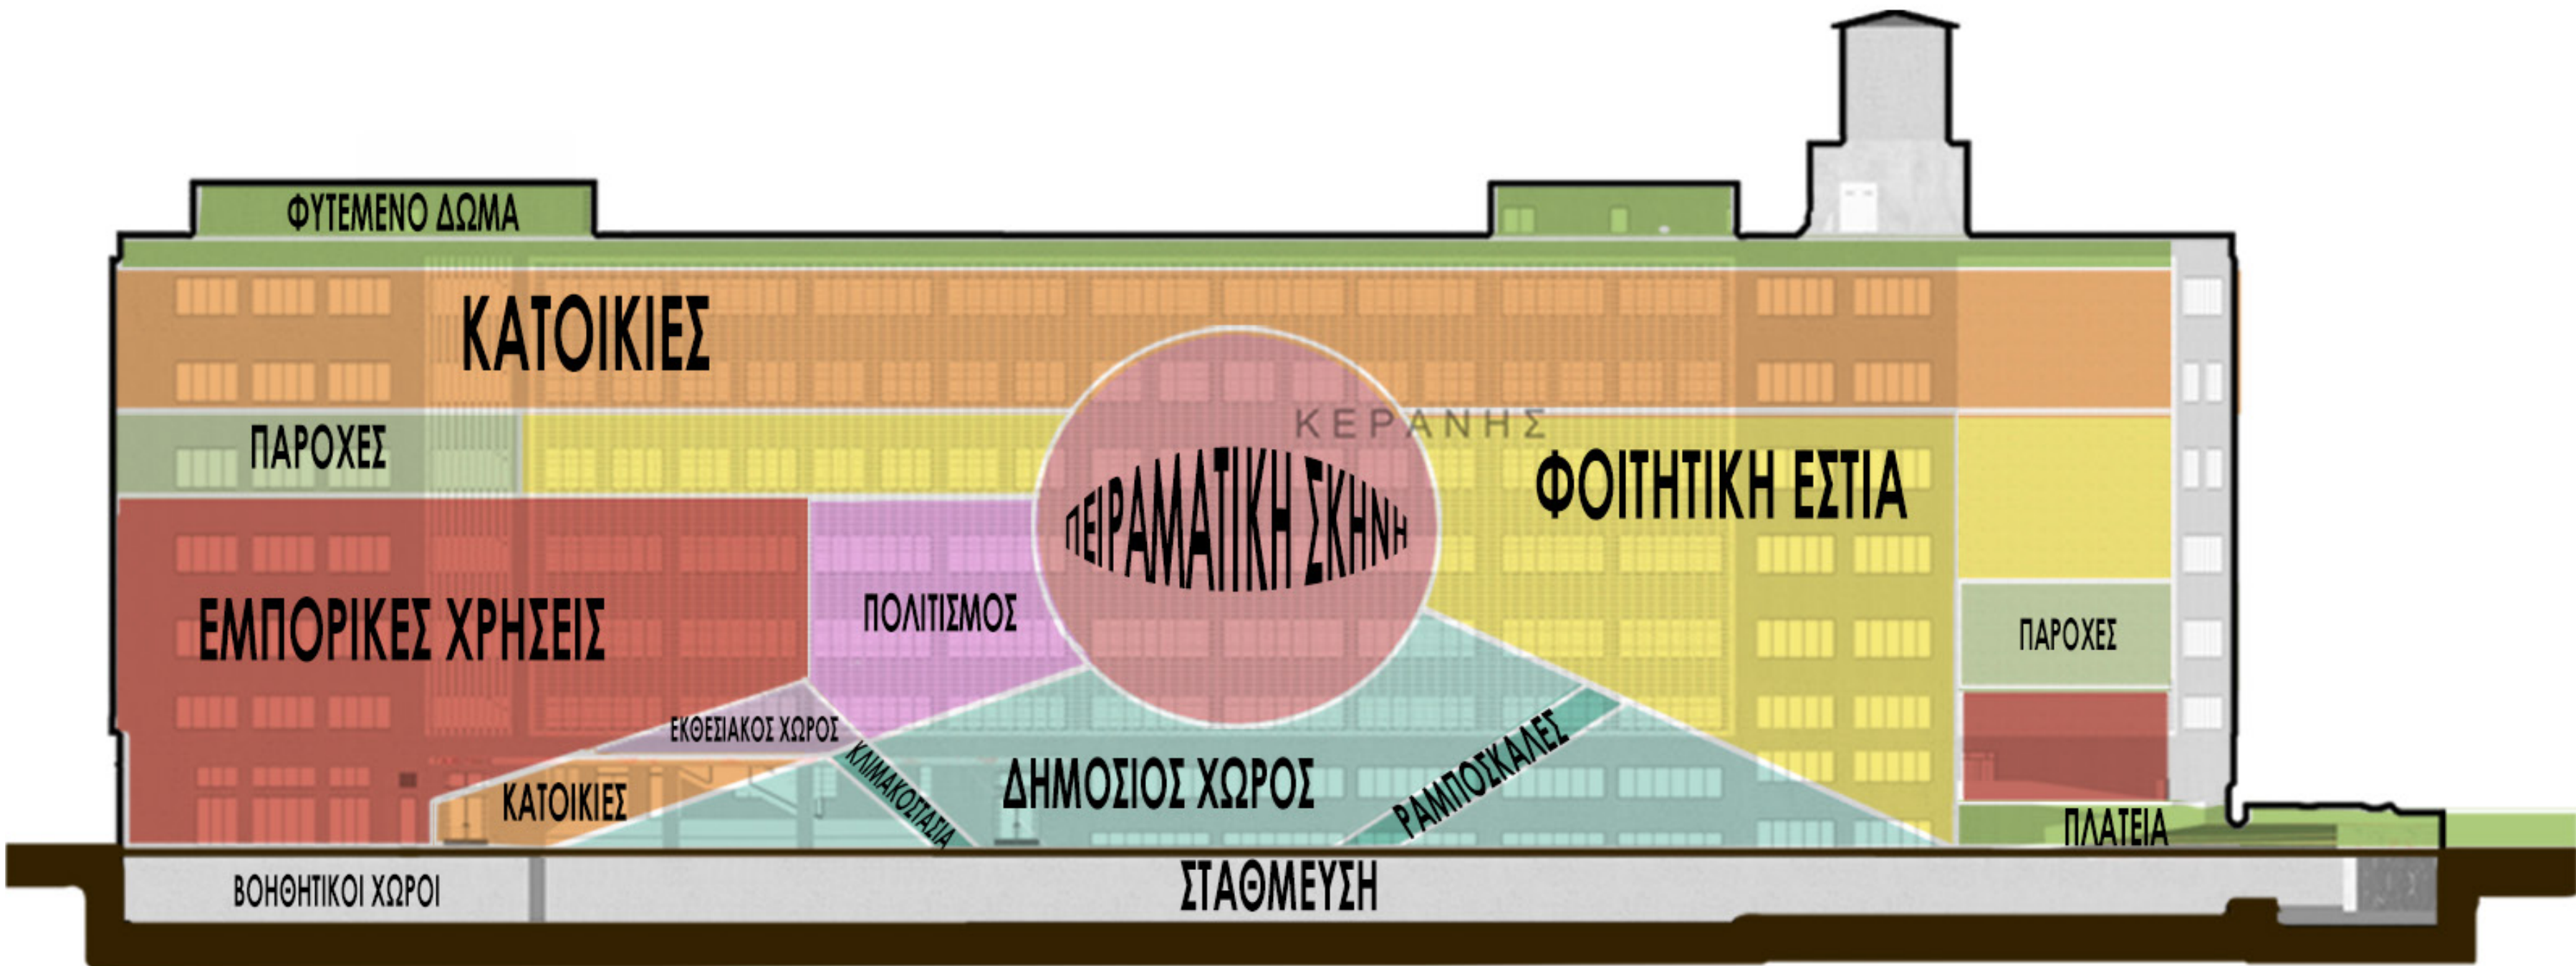 ΦΥΤΕΜΕΝΟ ΔΩΜΑ
ΚΑΤΟΙΚΙΕΣ
ΚΕΡΑΝΗΣ
ΠΑΡΟΧΕΣ
ΦΟΙΤΗΤΙΚΗ ΕΣΤΙΑ
ΠΕΙΡΑΜΑΤΙΚΗ ΣΚΗΝΗ
ΠΟΛΙΤΙΣΜΟΣ
ΕΜΠΟΡΙΚΕΣ ΧΡΗΣΕΙΣ
ΠΑΡΟΧΕΣ
ΕΚΘΕΣΙΑΚΟΣ ΧΩΡΟΣ
ΚΛΙΜΑΚΟΣΤΑΣΙΑ
ΔΗΜΟΣΙΟΣ ΧΩΡΟΣ
ΡΑΜΠΟΣΚΑΛΕΣ
ΚΑΤΟΙΚΙΕΣ
ΠΛΑΤΕΙΑ
ΒΟΗΘΗΤΙΚΟΙ ΧΩΡΟΙ
ΣΤΑΘΜΕΥΣΗ